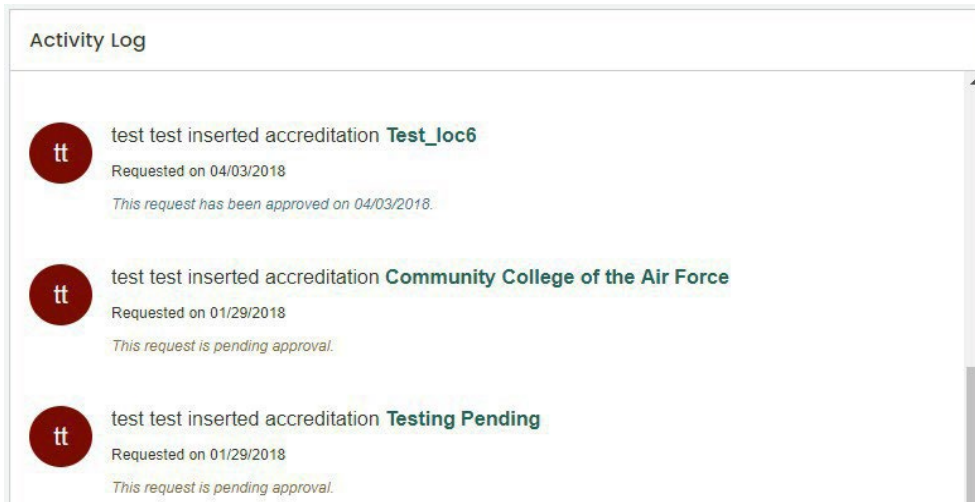 Activity Log
tt
test test inserted accreditation Test_loc6
Requested on 04/03/2018
This request has been approved on 04/03/2018.
tt
test test inserted accreditation Community College of the Air Force
Requested on 01/29/2018
This request is pending approval.
tt
test test inserted accreditation Testing Pending
Requested on 01/29/2018
This request is pending approval.